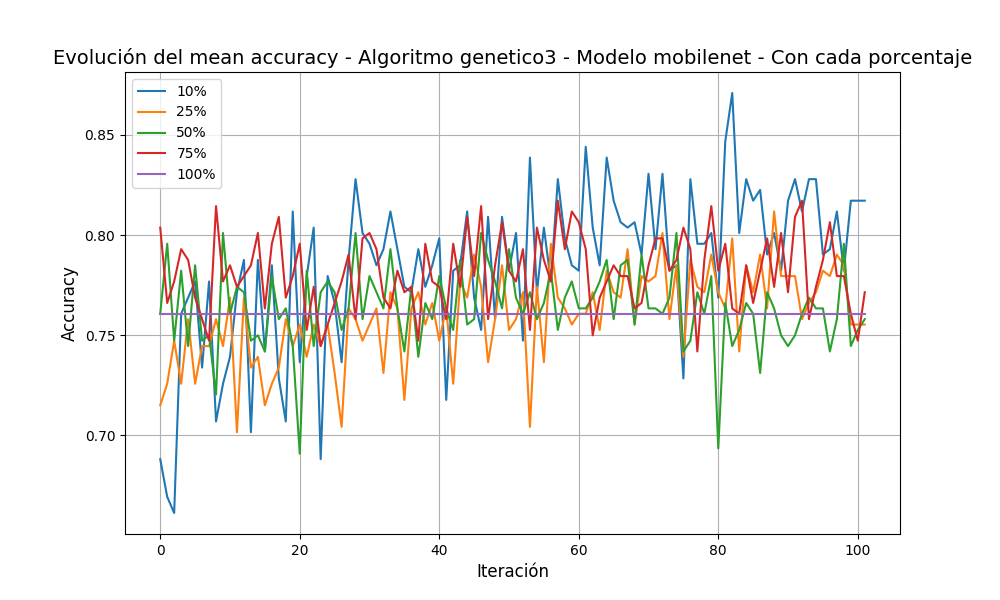 Evolución del mean accuracy - Algoritmo genetico3 - Modelo mobilenet - Con cada porcentaje
10%
25%
50%
75%
100%
0.85
0.80
0.75
0.70
Accuracy
0 20 40 60 80 100
Iteración